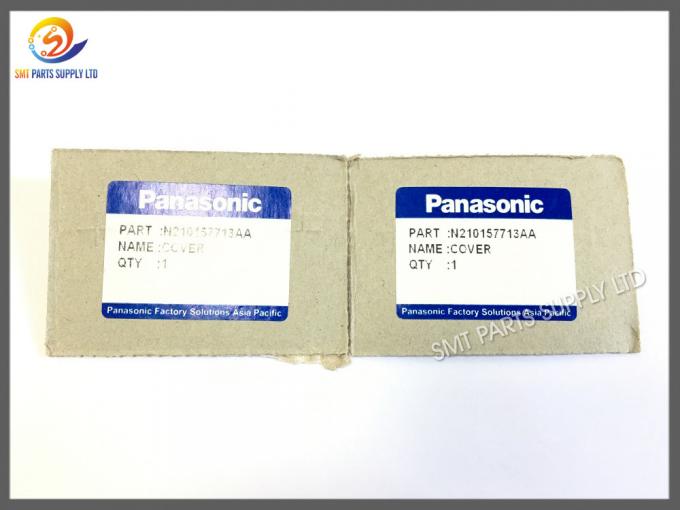 SMT PARTS SUPPLY LTD
Panasonic
PART :N210157713AA
NAME :COVER
QTY :1
Panasonic Factory Solutions Asia Pacific
Panasonic
PART :N210157713AA
NAME :COVER
QTY :1
Panasonic Factory Solutions Asia Pacific
SMT PARTS SUPPLY LTD